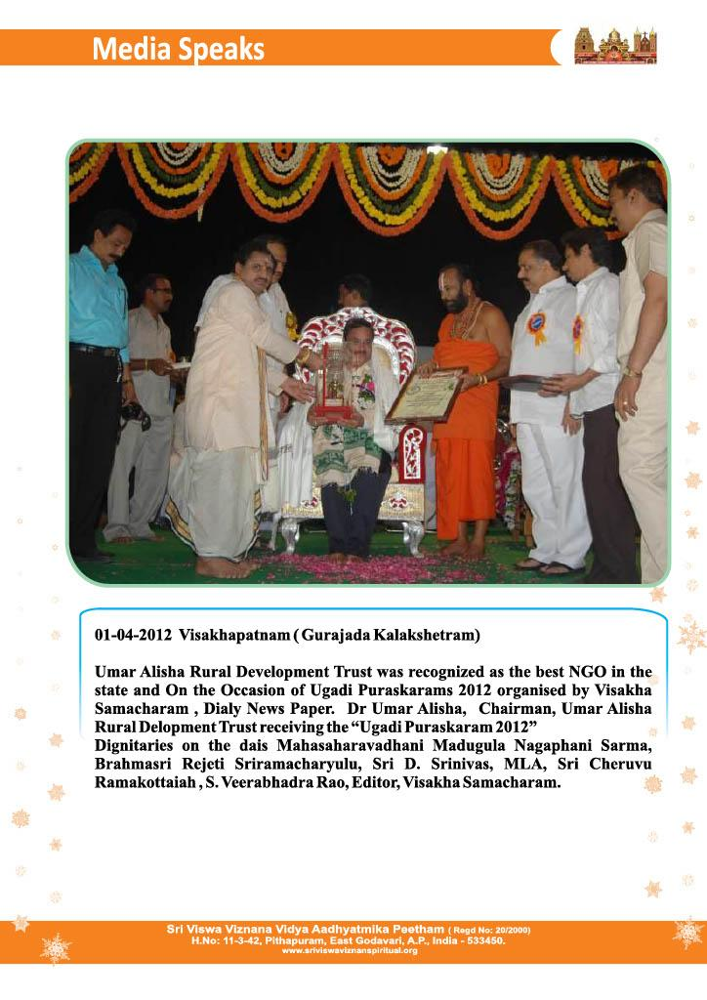 Media Speaks
01-04-2012 Visakhapatnam ( Gurajada Kalakshetram)
Umar Alisha Rural Development Trust was recognized as the best NGO in the
state and On the Occasion of Ugadi Puraskarams 2012 organised by Visakha
Samacharam , Dialy News Paper. Dr Umar Alisha, Chairman, Umar Alisha
Rural Delopment Trust receiving the “Ugadi Puraskaram 2012”
Dignitaries on the dais Mahasaharavadhani Madugula Nagaphani Sarma,
Brahmasri Rejeti Sriramacharyulu, Sri D. Srinivas, MLA, Sri Cheruvu
Ramakottaiah , S. Veerabhadra Rao, Editor, Visakha Samacharam.
Sri Viswa Viznana Vidya Aadhyatmika Peetham ( Regd No: 20/2000)
H.No: 11-3-42, Pithapuram, East Godavari, A.P., India - 533450.
www.sriviswaviznanspiritual.org